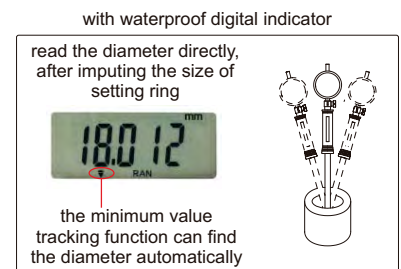 with waterproof digital indicator
read the diameter directly,
after imputing the size of
setting ring
mm
18.012
RAN
the minimum value
tracking function can find
the diameter automatically